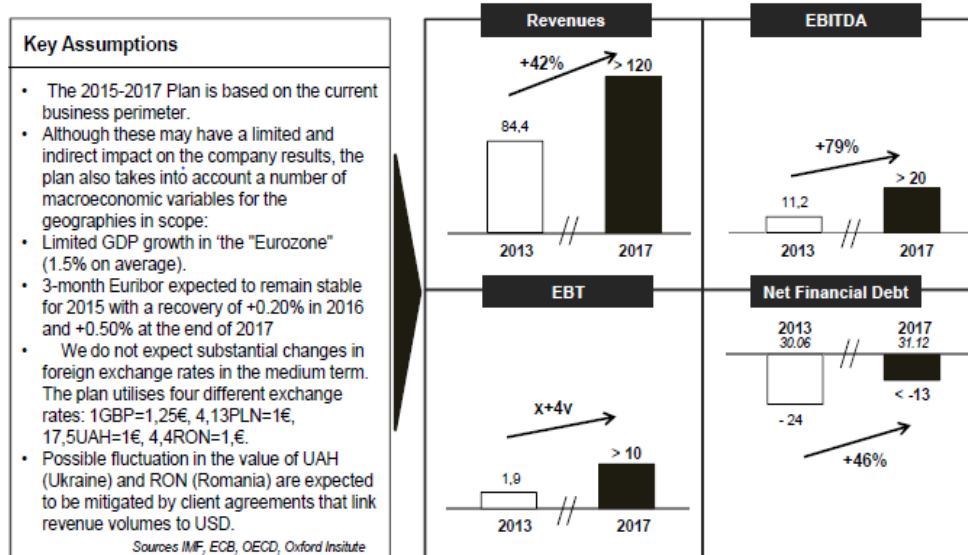 Key Assumptions
• The 2015-2017 Plan is based on the current
business perimeter.
• Although these may have a limited and
indirect impact on the company results, the
plan also takes into account a number of
macroeconomic variables for the
geographies in scope:
• Limited GDP growth in ‘the "Eurozone"
(1.5% on average).
• 3-month Euribor expected to remain stable
for 2015 with a recovery of +0.20% in 2016
and +0.50% at the end of 2017
• We do not expect substantial changes in
foreign exchange rates in the medium term.
The plan utilises four different exchange
rates: 1GBP=1,25€, 4,13PLN=1€,
17,5UAH=1€, 4,4RON=1,€.
• Possible fluctuation in the value of UAH
(Ukraine) and RON (Romania) are expected
to be mitigated by client agreements that link
revenue volumes to USD.
Sources IMF, ECB, OECD, Oxford Insitute
Revenues
+42%
> 120
84,4
2013
//
2017
EBITDA
+79%
> 20
11,2
2013
//
2017
EBT
x+4v
> 10
1,9
2013
//
2017
Net Financial Debt
2013
30.06
//
2017
31.12
- 24
< -13
+46%